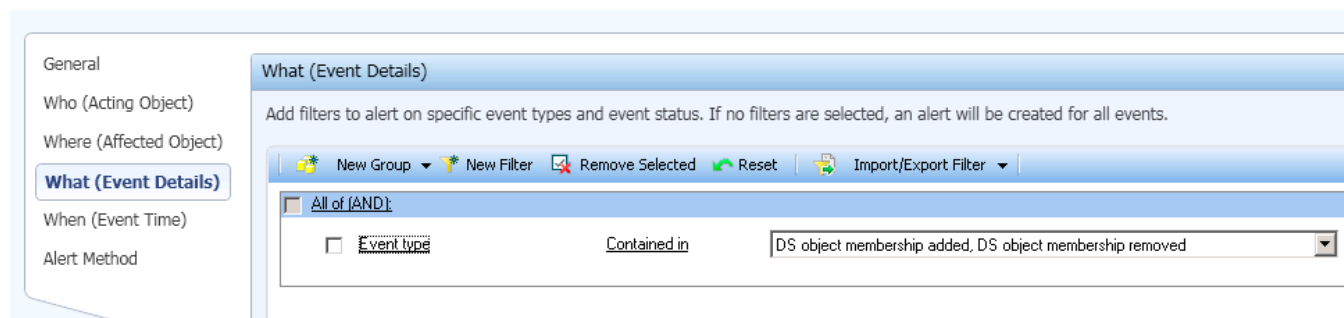 General
Who (Acting Object)
Where (Affected Object)
What (Event Details)
When (Event Time)
Alert Method
What (Event Details)
Add filters to alert on specific event types and event status. If no filters are selected, an alert will be created for all events.
New Group New Filter Remove Selected Reset Import/Export Filter
All of (AND):
Event type Contained in DS object membership added, DS object membership removed